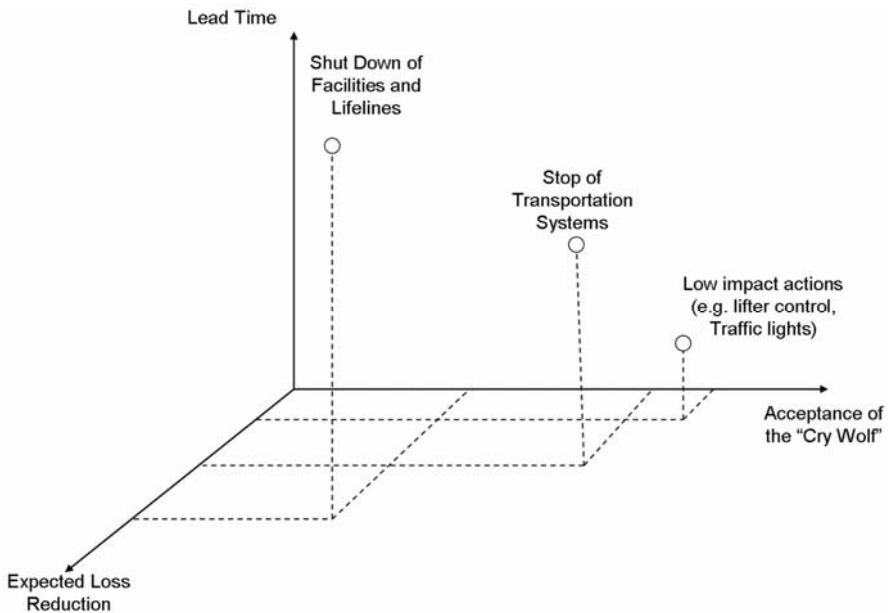 Lead Time
Shut Down of
Facilities and
Lifelines
Stop of
Transportation
Systems
Low impact actions
(e.g. lifter control,
Traffic lights)
Acceptance of
the “Cry Wolf”
Expected Loss
Reduction